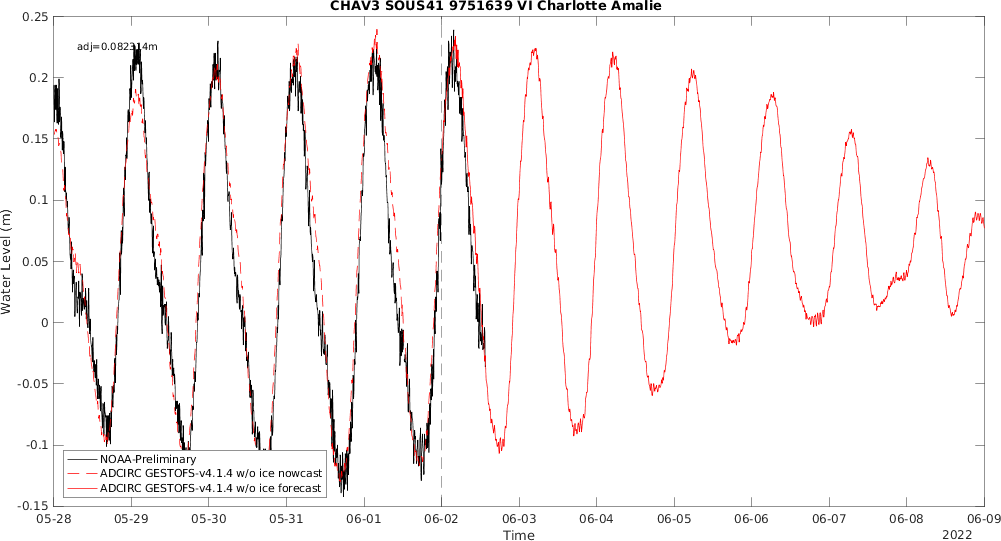 CHAV3 SOUS41 9751639 VI Charlotte Amalie
adj=0.082314m
0.25
0.2
0.15
0.1
0.05
0
-0.05
-0.1
-0.15
Water Level (m)
NOAA-Preliminary
ADCIRC GESTOFS-v4.1.4 w/o ice nowcast
ADCIRC GESTOFS-v4.1.4 w/o ice forecast
05-28 05-29 05-30 05-31 06-01 06-02 06-03 06-04 06-05 06-06 06-07 06-08 06-09
Time
2022